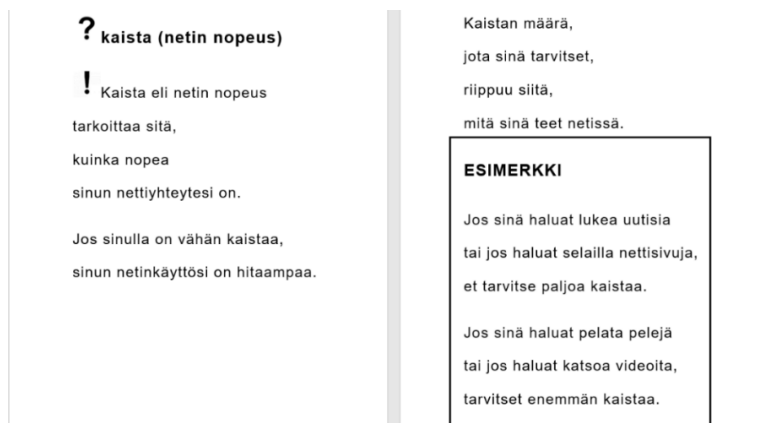 ? kaista (netin nopeus)
! Kaista eli netin nopeus
tarkoittaa sitä,
kuinka nopea
sinun nettiyhteytesi on.
Jos sinulla on vähän kaistaa,
sinun netinkäyttösi on hitaampaa.
Kaistan määrä,
jota sinä tarvitset,
riippuu siitä,
mitä sinä teet netissä.
ESIMERKKI
Jos sinä haluat lukea uutisia
tai jos haluat selailla nettisivuja,
et tarvitse paljoa kaistaa.
Jos sinä haluat pelata pelejä
tai jos haluat katsoa videoita,
tarvitset enemmän kaistaa.